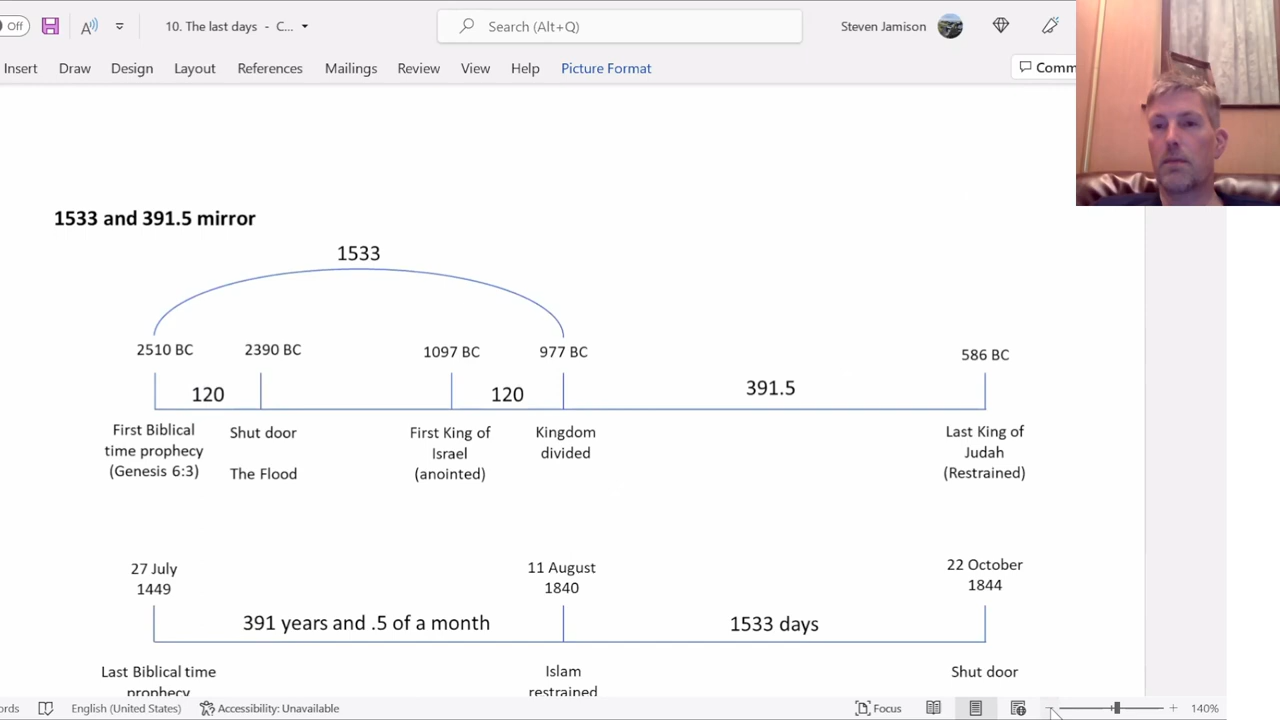 Off
10. The last days - C...
Search (Alt+Q)
Steven Jamison
Insert Draw Design Layout References Mailings Review View Help Picture Format
Comm
1533 and 391.5 mirror
1533
2510 BC 2390 BC 1097 BC 977 BC 586 BC
120 120 391.5
First Biblical
time prophecy
(Genesis 6:3)
Shut door
The Flood
First King of
Israel
(anointed)
Kingdom
divided
Last King of
Judah
(Restrained)
27 July
1449
11 August
1840
22 October
1844
391 years and .5 of a month 1533 days
Last Biblical time
prophecy
Islam
restrained
Shut door
ords English (United States) Accessibility: Unavailable Focus 140%